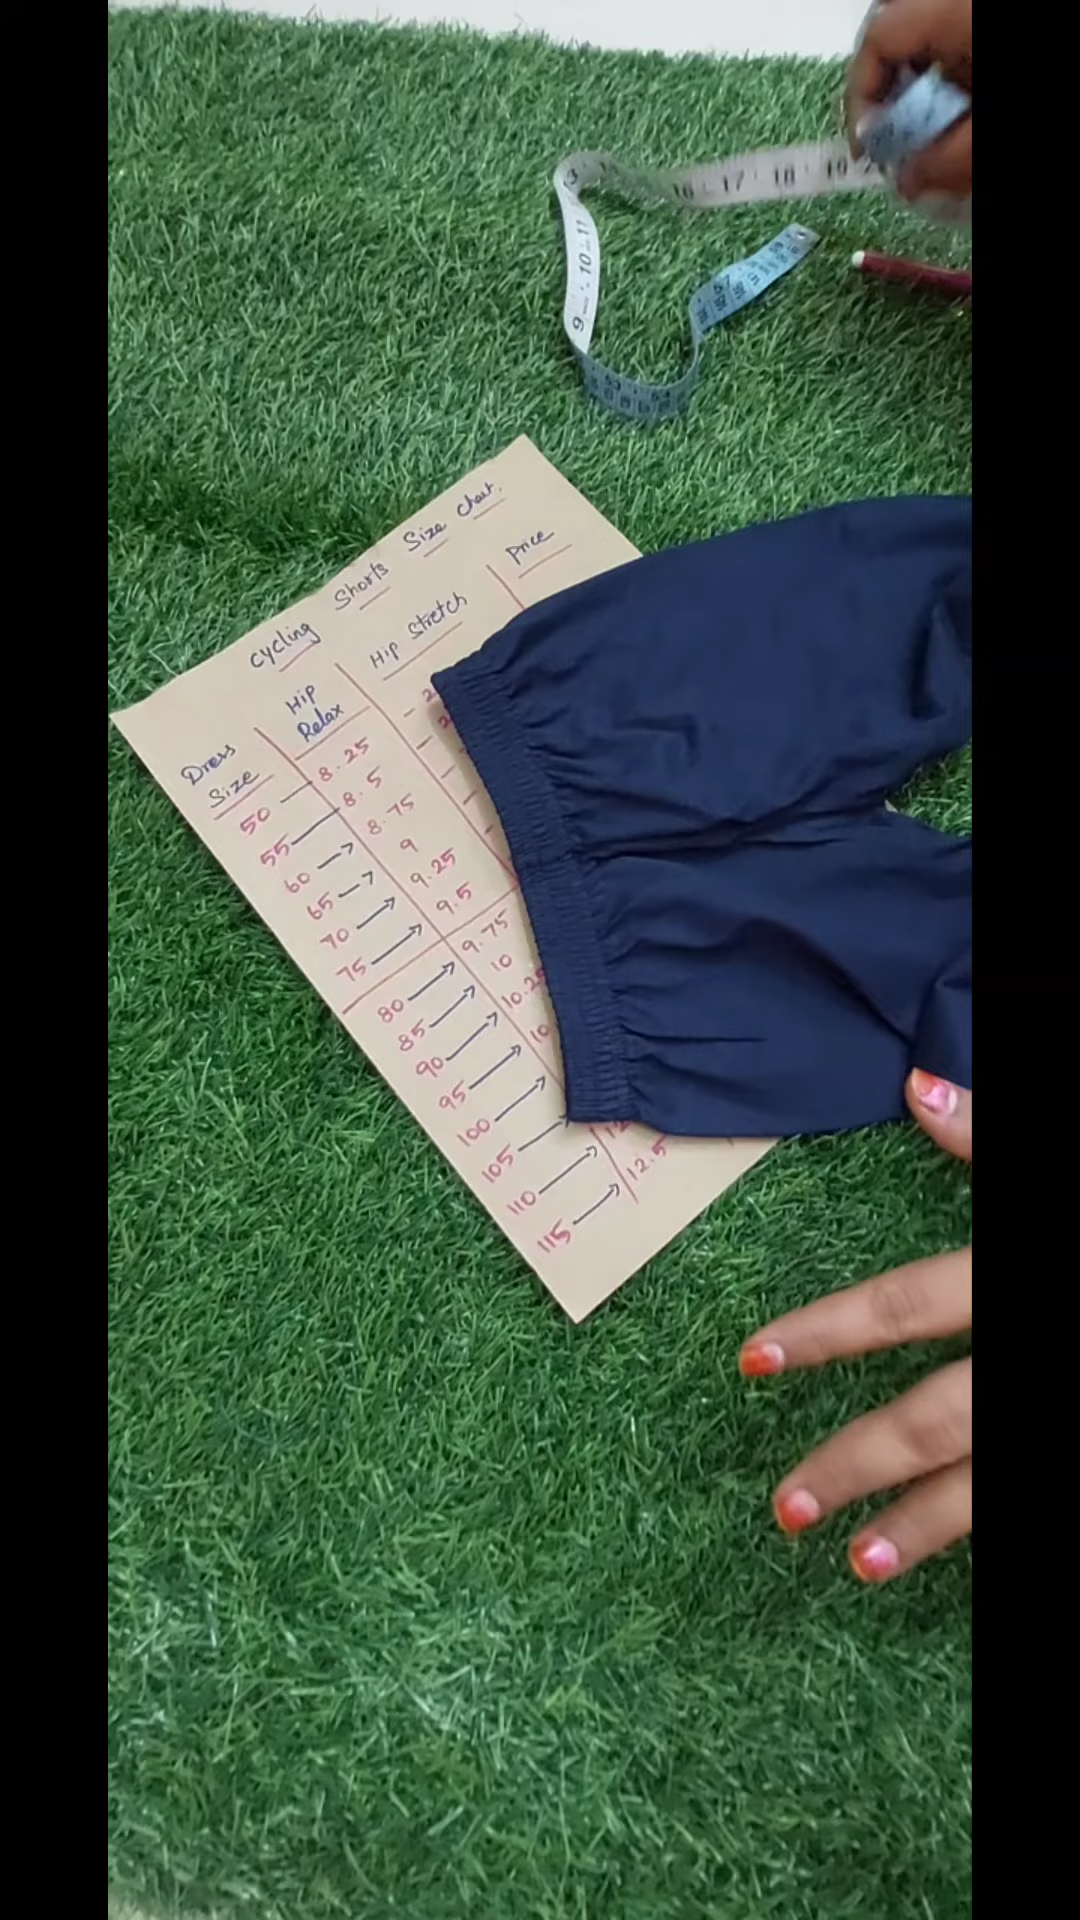 Cycling Shorts Size Chart.
Dress Size
Hip Relax
Hip Stretch
Price
50 8.25
55 8.5
60 8.75
65 9
70 9.25
75 9.5
80 9.75
85 10
90 10.25
95
100
105
110
115 12.5
9 10 11
16 17 18 19